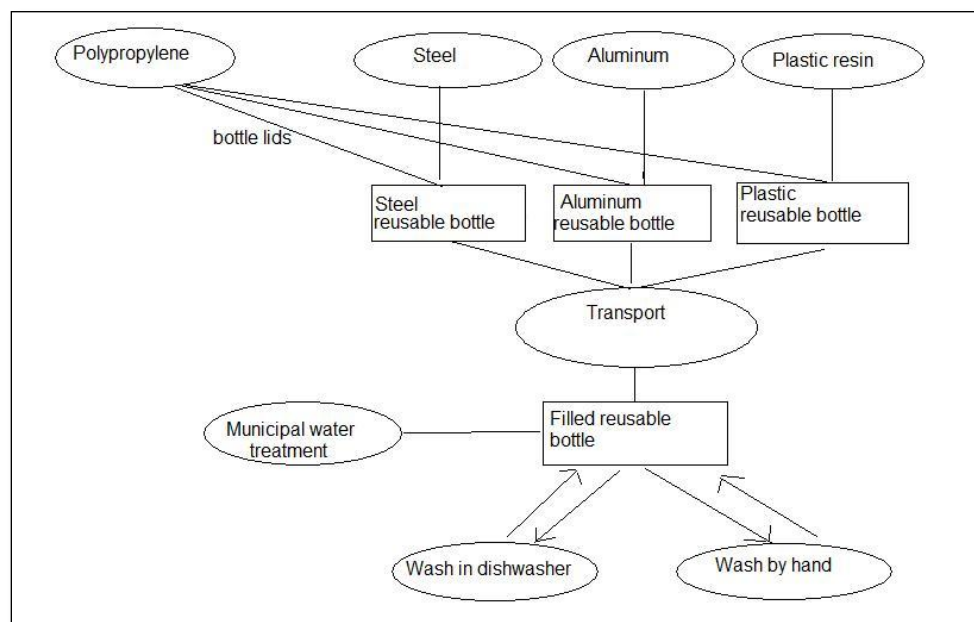 Polypropylene
Steel
Aluminum
Plastic resin
bottle lids
Steel
reusable bottle
Aluminum
reusable bottle
Plastic
reusable bottle
Transport
Municipal water
treatment
Filled reusable
bottle
Wash in dishwasher
Wash by hand